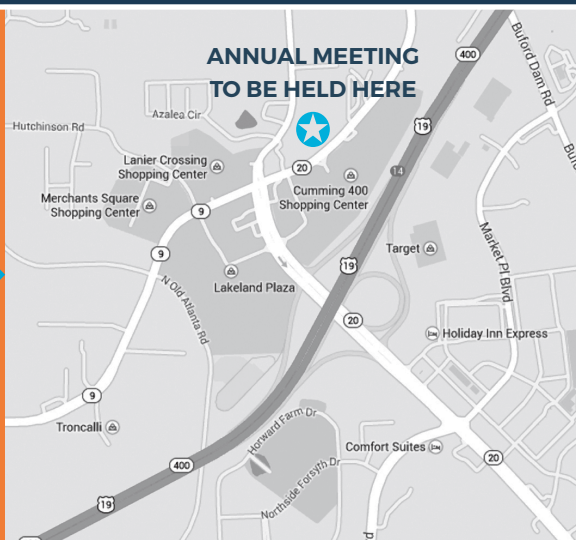 ANNUAL MEETING
TO BE HELD HERE
400
Buford Dam Rd
Azalea Cir
19
Hutchinson Rd
Lanier Crossing
Shopping Center
20
14
Cumming 400
Shopping Center
Merchants Square
Shopping Center
9
Market Pl Blvd
9
Target
19
N Old Atlanta Rd
Lakeland Plaza
20
Holiday Inn Express
9
Troncalli
Horward Farm Dr
Comfort Suites
20
400
Northside Forsyth Dr
19